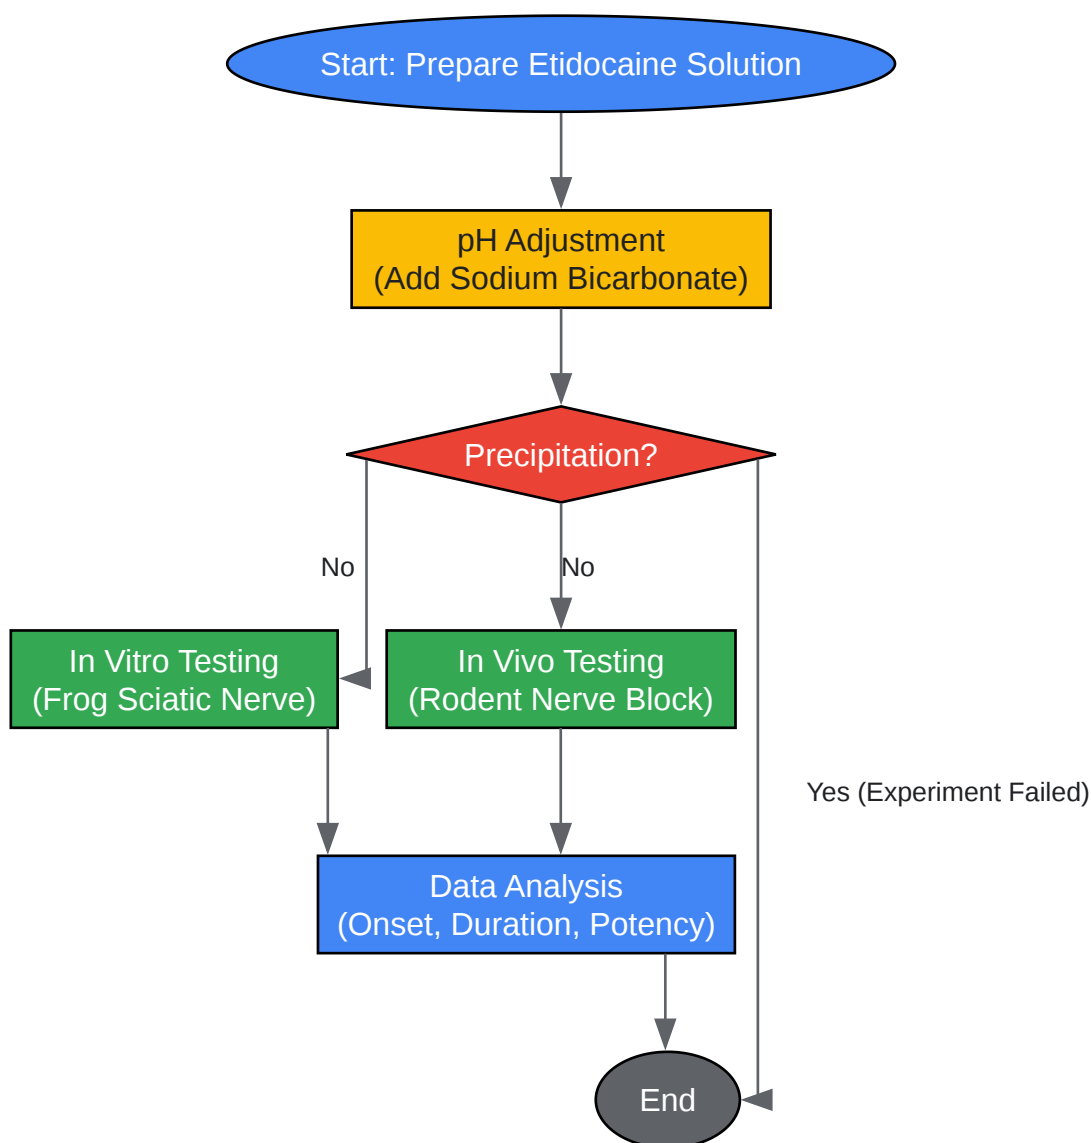 Start: Prepare Etidocaine Solution
pH Adjustment
(Add Sodium Bicarbonate)
Precipitation?
No
No
In Vitro Testing
(Frog Sciatic Nerve)
In Vivo Testing
(Rodent Nerve Block)
Yes (Experiment Failed)
Data Analysis
(Onset, Duration, Potency)
End